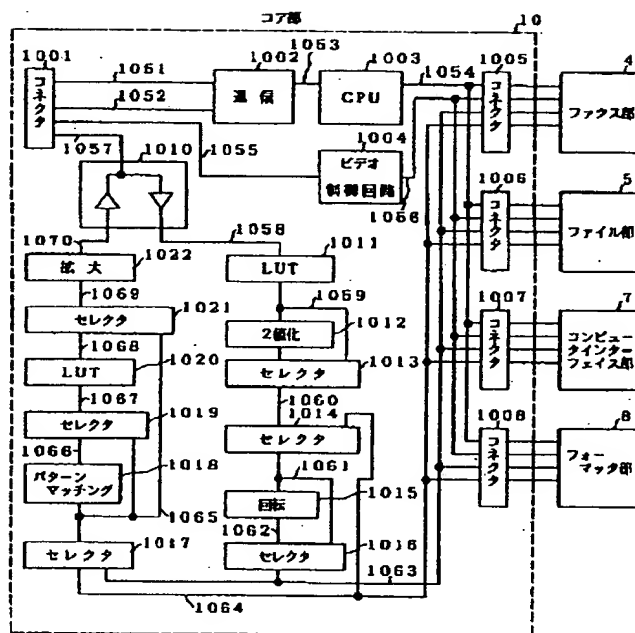 コア部
10
1001
コネクタ
1051
1052
1002
通信
1053
1003
CPU
1054
1005
コネクタ
4
ファクス部
1057
1010
1055
1004
ビデオ
制御回路
1056
1006
コネクタ
5
ファイル部
1070
1058
1022
拡大
1011
LUT
1069
1021
セレクタ
1059
1012
2値化
1007
コネクタ
7
コンピュー
タインター
フェイス部
1068
1020
LUT
1013
セレクタ
1067
1019
セレクタ
1060
1014
セレクタ
1008
コネクタ
8
フォー
マッタ部
1066
1018
パターン
マッチング
1061
1015
回転
1065
1062
1017
セレクタ
1016
セレクタ
1063
1064